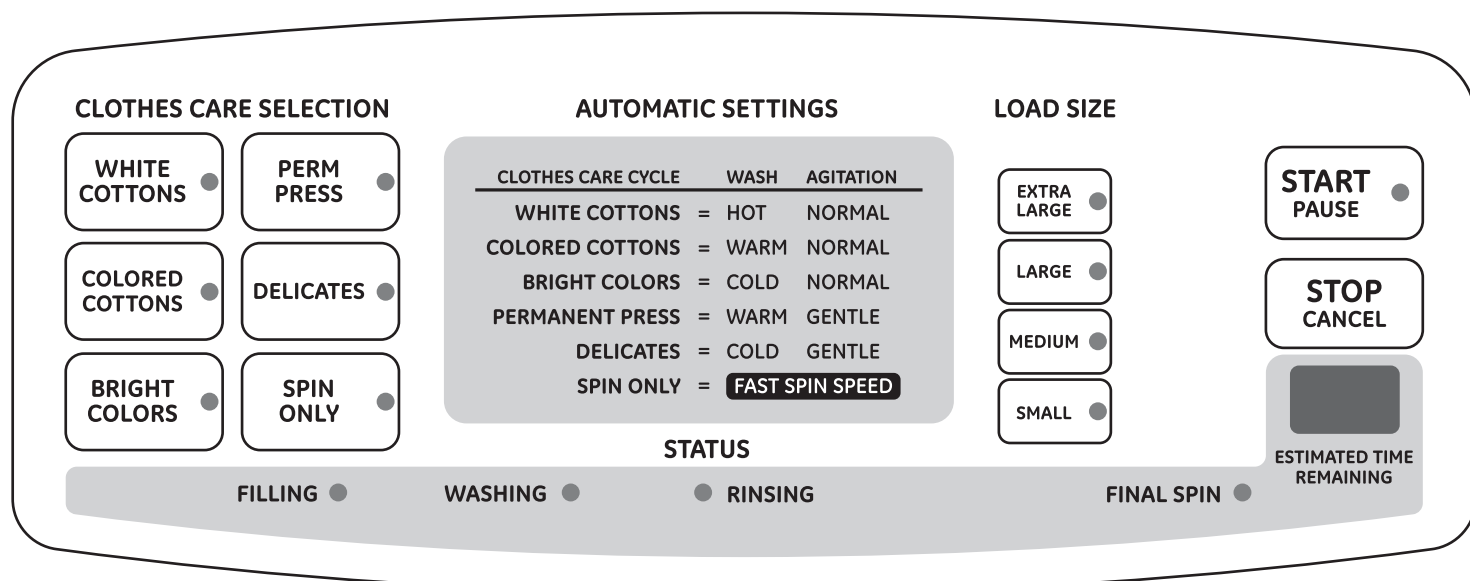 CLOTHES CARE SELECTION
WHITE
COTTONS
PERM
PRESS
COLORED
COTTONS
DELICATES
BRIGHT
COLORS
SPIN
ONLY
AUTOMATIC SETTINGS
CLOTHES CARE CYCLE WASH AGITATION
WHITE COTTONS = HOT NORMAL
COLORED COTTONS = WARM NORMAL
BRIGHT COLORS = COLD NORMAL
PERMANENT PRESS = WARM GENTLE
DELICATES = COLD GENTLE
SPIN ONLY = FAST SPIN SPEED
LOAD SIZE
EXTRA
LARGE
LARGE
MEDIUM
SMALL
START
PAUSE
STOP
CANCEL
ESTIMATED TIME
REMAINING
STATUS
FILLING WASHING RINSING FINAL SPIN